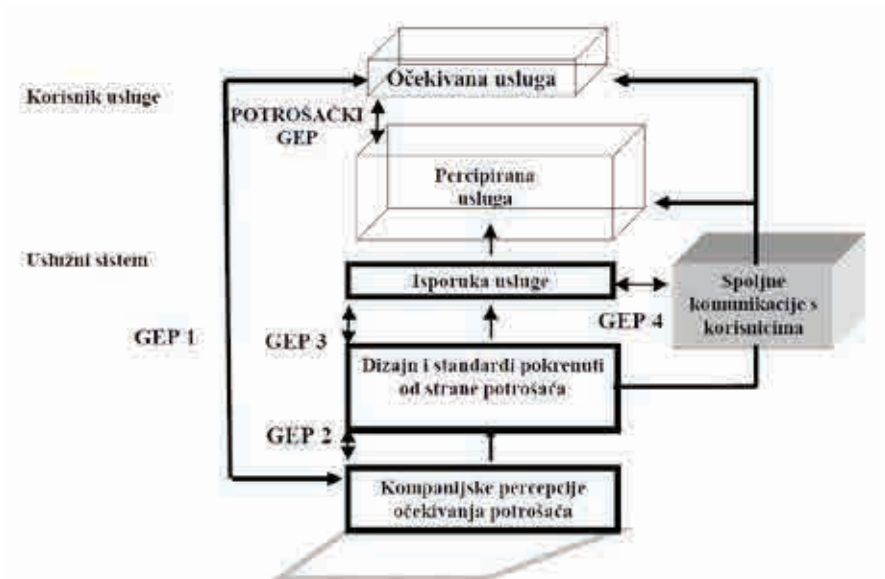 Očekivana usluga
Korisnik usluge
POTROŠAČKI
GEP
Percipirana
usluga
Uslužni sistem
Isporuka usluge
Spoljne
komunikacije s
korisnicima
GEP 1
GEP 3
GEP 4
Dizajn i standardi pokrenuti
od strane potrošača
GEP 2
Kompanijske percepcije
očekivanja potrošača